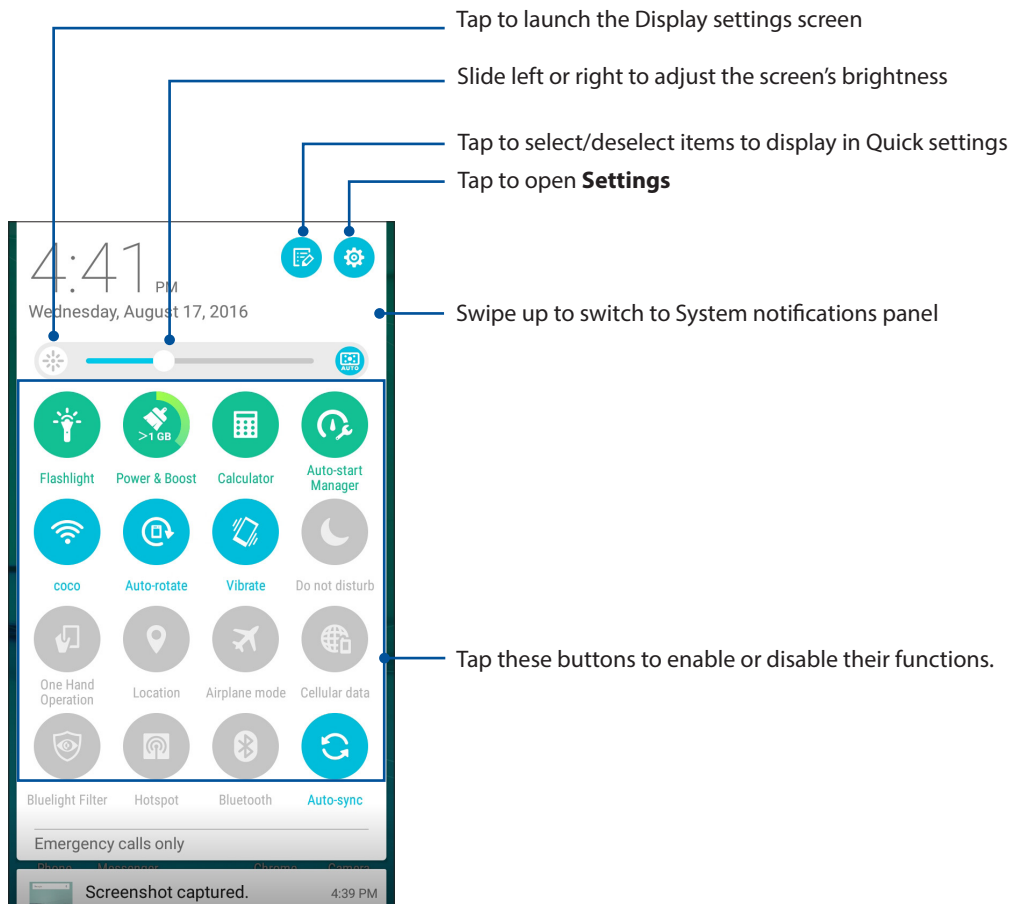 Tap to launch the Display settings screen
Slide left or right to adjust the screen's brightness
Tap to select/deselect items to display in Quick settings
Tap to open Settings
4:41 PM
Wednesday, August 17, 2016
Swipe up to switch to System notifications panel
AUTO
>1 GB
Flashlight Power & Boost Calculator Auto-start
Manager
coco Auto-rotate Vibrate Do not disturb
Tap these buttons to enable or disable their functions.
One Hand
Operation Location Airplane mode Cellular data
Bluelight Filter Hotspot Bluetooth Auto-sync
Emergency calls only
Phone Messenger Chrome Camera
Screenshot captured. 4:39 PM